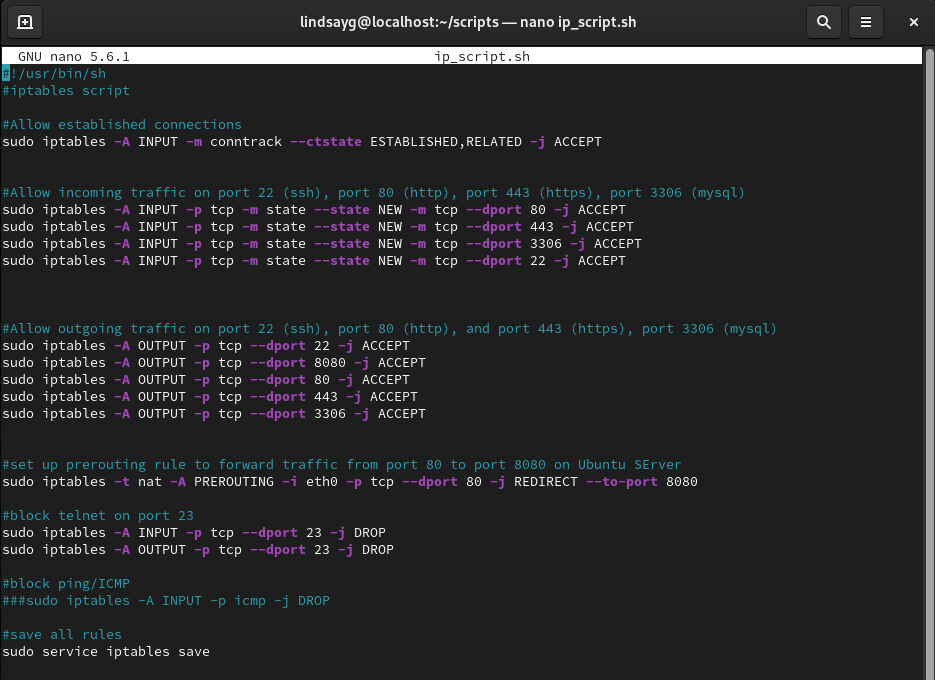 lindsayg@localhost:~/scripts — nano ip_script.sh
GNU nano 5.6.1 ip_script.sh
#!/usr/bin/sh
#iptables script
#Allow established connections
sudo iptables -A INPUT -m conntrack --ctstate ESTABLISHED,RELATED -j ACCEPT
#Allow incoming traffic on port 22 (ssh), port 80 (http), port 443 (https), port 3306 (mysql)
sudo iptables -A INPUT -p tcp -m state --state NEW -m tcp --dport 80 -j ACCEPT
sudo iptables -A INPUT -p tcp -m state --state NEW -m tcp --dport 443 -j ACCEPT
sudo iptables -A INPUT -p tcp -m state --state NEW -m tcp --dport 3306 -j ACCEPT
sudo iptables -A INPUT -p tcp -m state --state NEW -m tcp --dport 22 -j ACCEPT
#Allow outgoing traffic on port 22 (ssh), port 80 (http), and port 443 (https), port 3306 (mysql)
sudo iptables -A OUTPUT -p tcp --dport 22 -j ACCEPT
sudo iptables -A OUTPUT -p tcp --dport 8080 -j ACCEPT
sudo iptables -A OUTPUT -p tcp --dport 80 -j ACCEPT
sudo iptables -A OUTPUT -p tcp --dport 443 -j ACCEPT
sudo iptables -A OUTPUT -p tcp --dport 3306 -j ACCEPT
#set up prerouting rule to forward traffic from port 80 to port 8080 on Ubuntu SErver
sudo iptables -t nat -A PREROUTING -i eth0 -p tcp --dport 80 -j REDIRECT --to-port 8080
#block telnet on port 23
sudo iptables -A INPUT -p tcp --dport 23 -j DROP
sudo iptables -A OUTPUT -p tcp --dport 23 -j DROP
#block ping/ICMP
###sudo iptables -A INPUT -p icmp -j DROP
#save all rules
sudo service iptables save